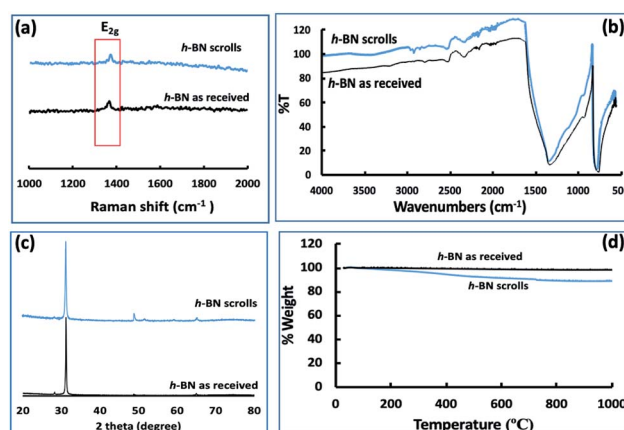 (a)
E2g
h-BN scrolls
h-BN as received
1000 1200 1400 1600 1800 2000
Raman shift (cm-1)
(b)
h-BN scrolls
h-BN as received
%T
120
100
80
60
40
20
0
4000 3500 3000 2500 2000 1500 1000 500
Wavenumbers (cm-1)
(c)
h-BN scrolls
h-BN as received
20 30 40 50 60 70 80
2 theta (degree)
(d)
h-BN as received
h-BN scrolls
% Weight
120
100
80
60
40
20
0
0 200 400 600 800 1000
Temperature (°C)